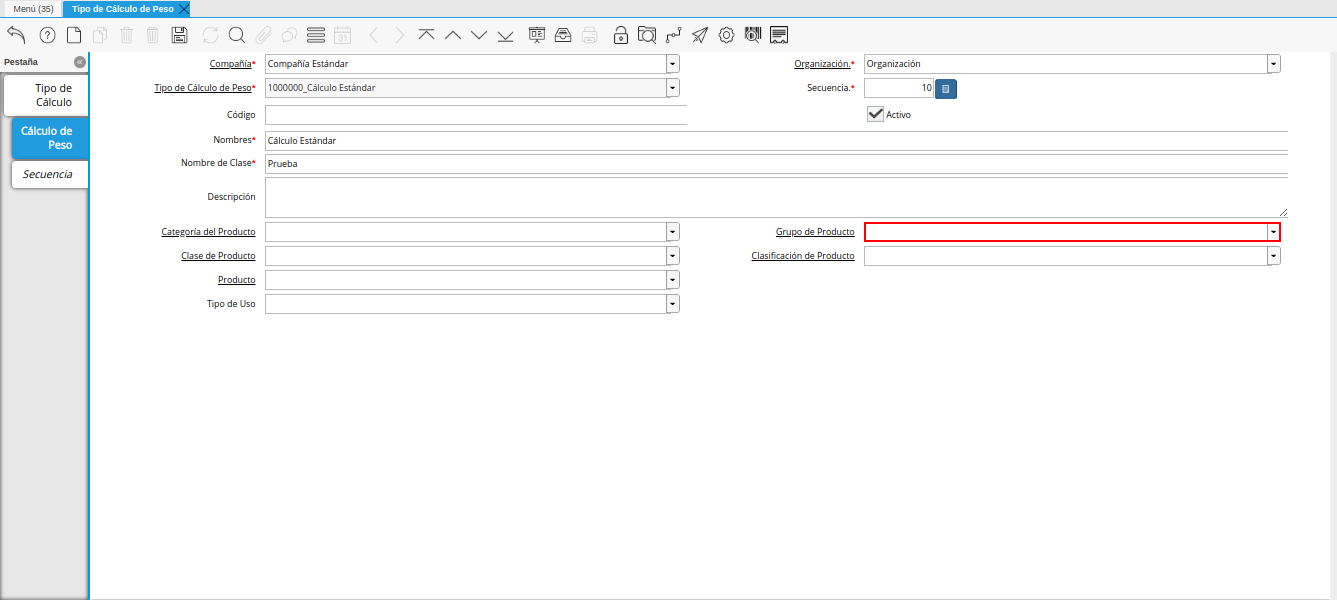 Menú (35)
Tipo de Cálculo de Peso
?
31
Pestaña
Tipo de
Cálculo
Cálculo de
Peso
Secuencia
Compañía* Compañía Estándar
Organización.* Organización
Tipo de Cálculo de Peso* 1000000_Cálculo Estándar
Secuencia.* 10
Código
Activo
Nombres* Cálculo Estándar
Nombre de Clase* Prueba
Descripción
Categoría del Producto
Grupo de Producto
Clase de Producto
Clasificación de Producto
Producto
Tipo de Uso